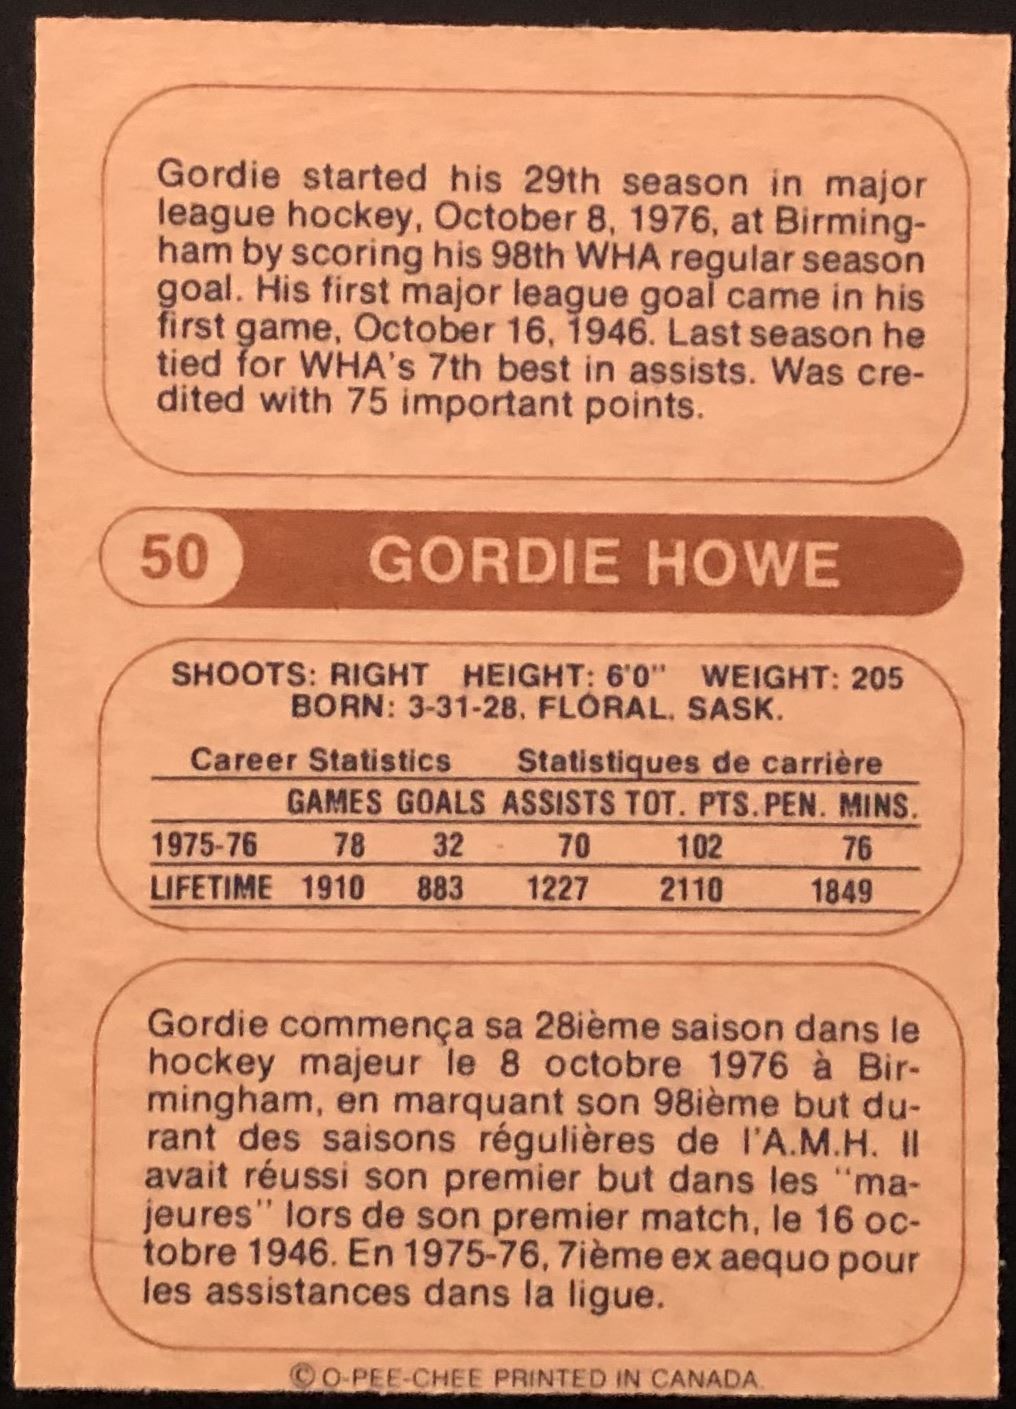 Gordie started his 29th season in major
league hockey, October 8, 1976, at Birming-
ham by scoring his 98th WHA regular season
goal. His first major league goal came in his
first game, October 16, 1946. Last season he
tied for WHA's 7th best in assists. Was cre-
dited with 75 important points.
50 GORDIE HOWE
SHOOTS: RIGHT HEIGHT: 6'0" WEIGHT: 205
BORN: 3-31-28, FLORAL, SASK.
Career Statistics Statistiques de carrière
GAMES GOALS ASSISTS TOT. PTS. PEN. MINS.
1975-76 78 32 70 102 76
LIFETIME 1910 883 1227 2110 1849
Gordie commença sa 28ième saison dans le
hockey majeur le 8 octobre 1976 à Bir-
mingham, en marquant son 98ième but du-
rant des saisons régulières de l'A.M.H. Il
avait réussi son premier but dans les "ma-
jeures" lors de son premier match, le 16 oc-
tobre 1946. En 1975-76, 7ième ex aequo pour
les assistances dans la ligue.
© O-PEE-CHEE PRINTED IN CANADA.